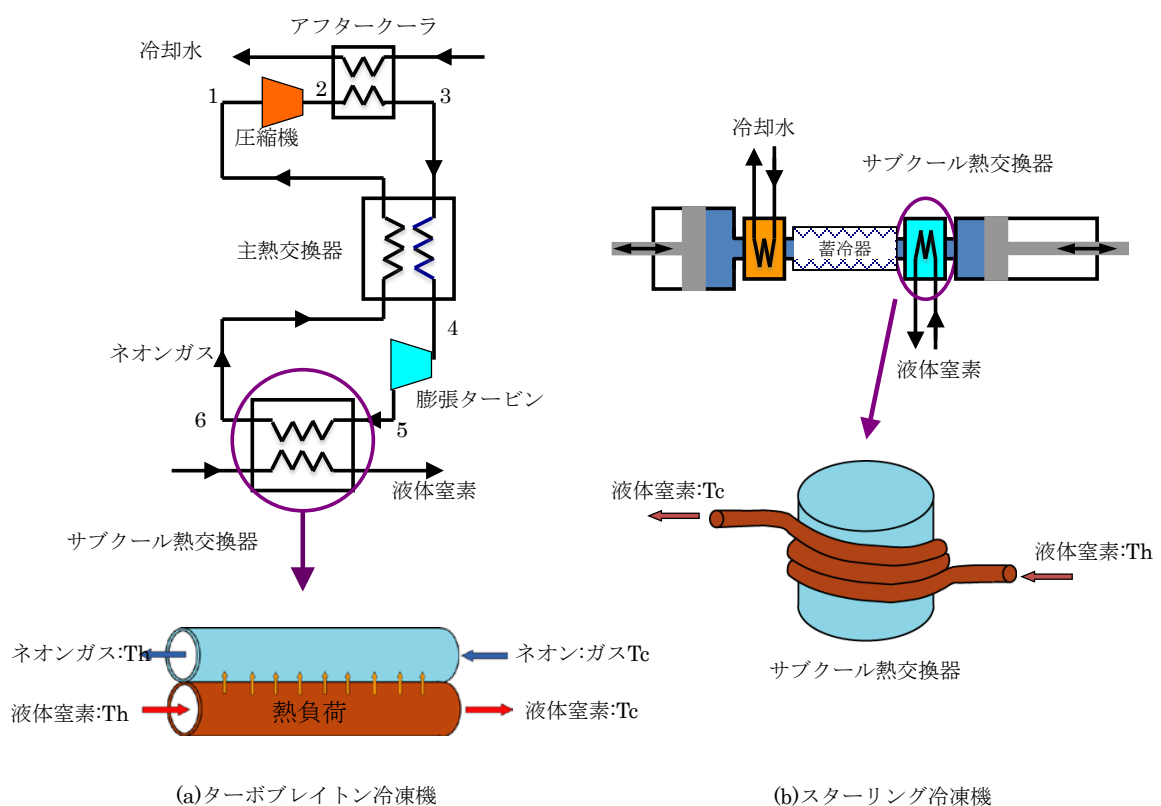 アフタークーラ
冷却水
1
2
3
圧縮機
主熱交換器
4
ネオンガス
膨張タービン
6
5
液体窒素
サブクール熱交換器
ネオンガス:Th
ネオン:ガスTc
液体窒素:Th
熱負荷
液体窒素:Tc
(a)ターボブレイトン冷凍機
冷却水
サブクール熱交換器
蓄冷器
液体窒素
液体窒素:Tc
液体窒素:Th
サブクール熱交換器
(b)スターリング冷凍機